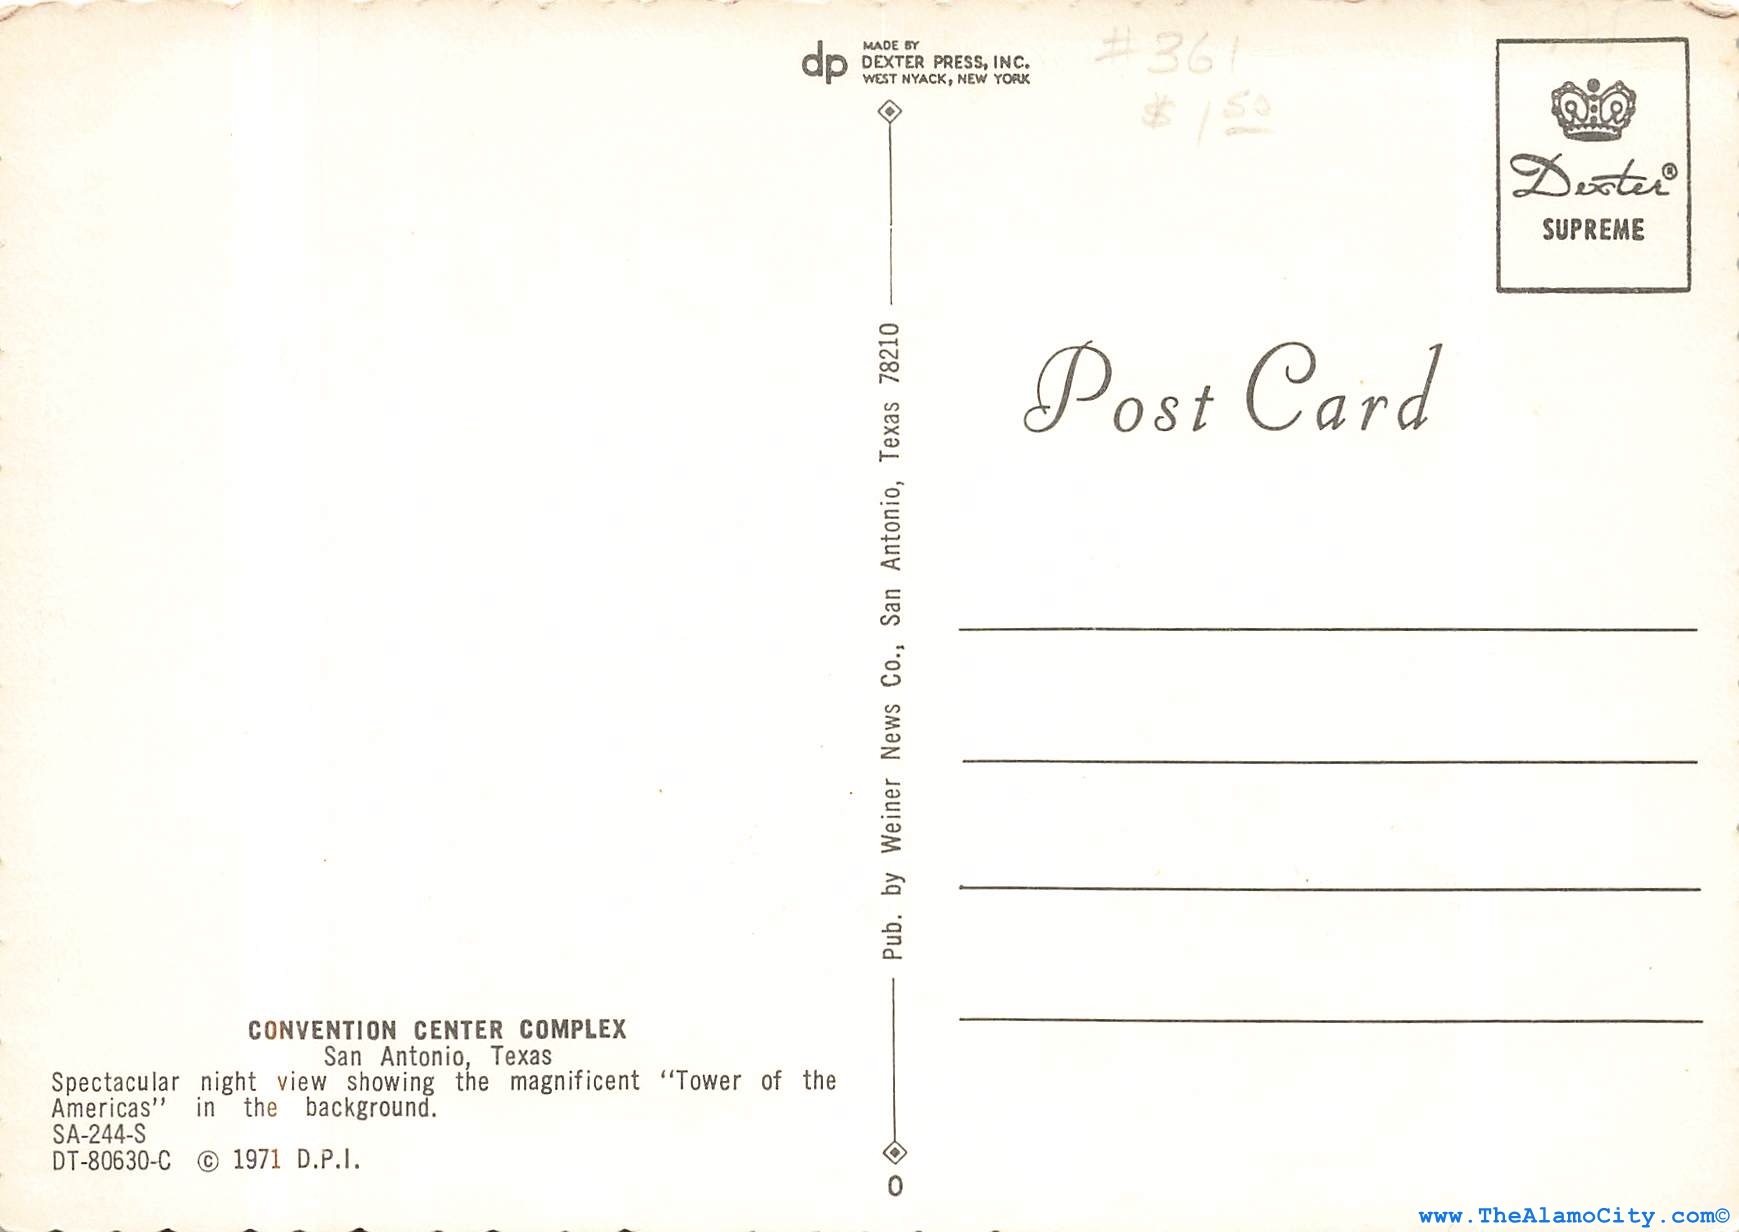 dp MADE BY
DEXTER PRESS, INC.
WEST NYACK, NEW YORK
#361
$1 50
Dexter®
SUPREME
Post Card
Pub. by Weiner News Co., San Antonio, Texas 78210
CONVENTION CENTER COMPLEX
San Antonio, Texas
Spectacular night view showing the magnificent "Tower of the
Americas" in the background.
SA-244-S
DT-80630-C © 1971 D.P.I.
0
www.TheAlamoCity.com©